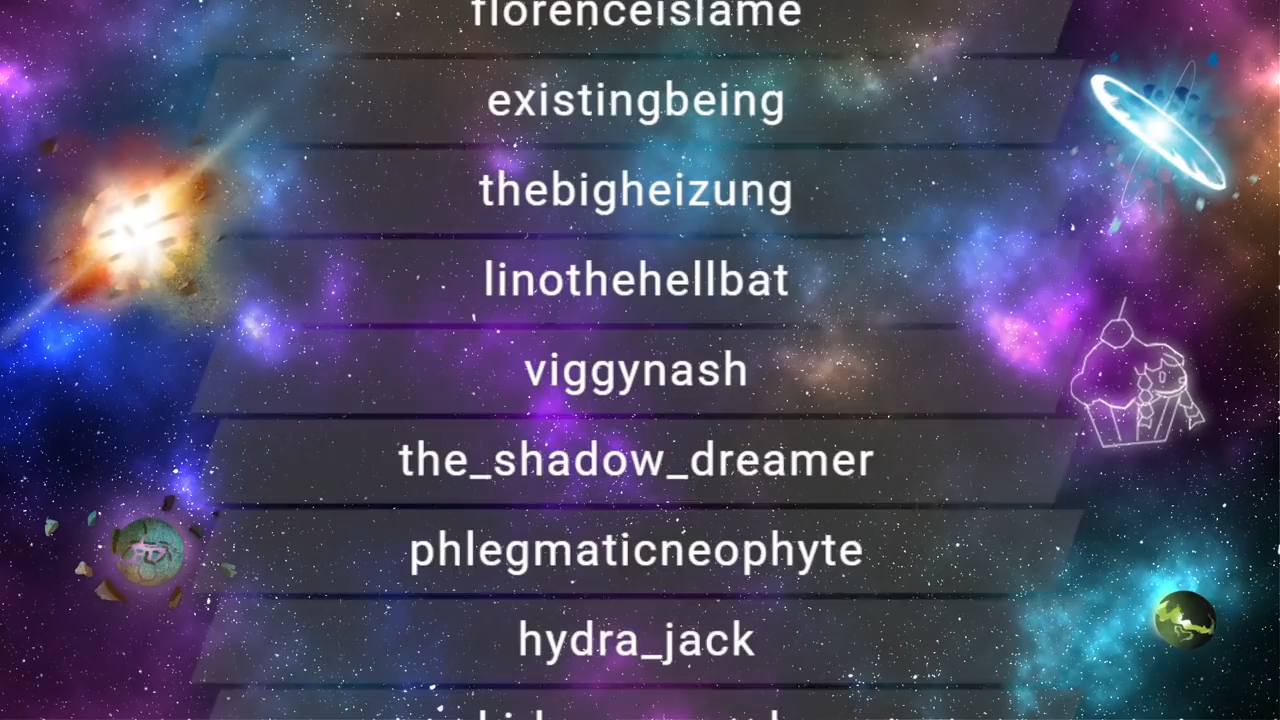 florenceislame
existingbeing
thebigheizung
linothehellbat
viggynash
the_shadow_dreamer
phlegmaticneophyte
hydra_jack